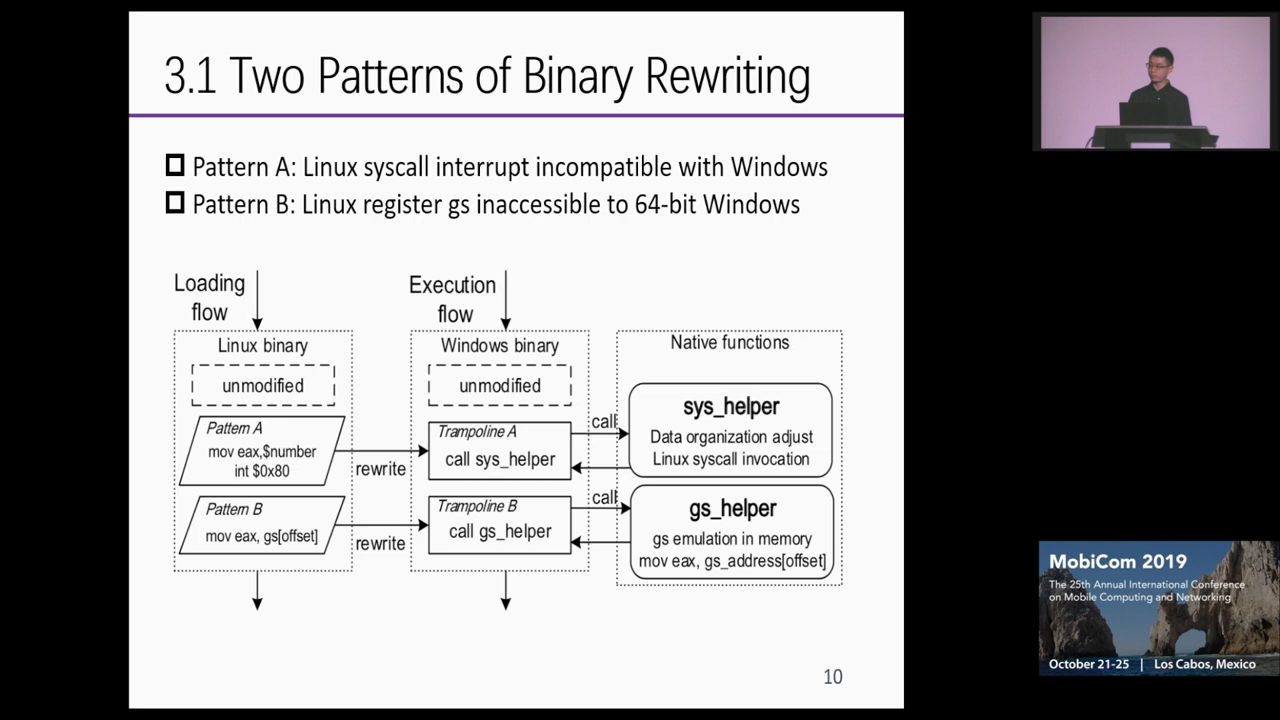 3.1 Two Patterns of Binary Rewriting
Pattern A: Linux syscall interrupt incompatible with Windows
Pattern B: Linux register gs inaccessible to 64-bit Windows
Loading
flow
Execution
flow
Linux binary
unmodified
Pattern A
mov eax,$number
int $0x80
Pattern B
mov eax, gs[offset]
rewrite
rewrite
Windows binary
unmodified
Trampoline A
call sys_helper
Trampoline B
call gs_helper
call
call
Native functions
sys_helper
Data organization adjust
Linux syscall invocation
gs_helper
gs emulation in memory
mov eax, gs_address[offset]
10
MobiCom 2019
The 25th Annual International Conference
on Mobile Computing and Networking
October 21-25 | Los Cabos, Mexico